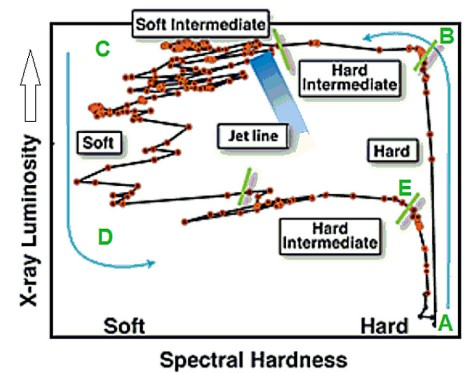 Soft Intermediate
B
C
Hard
Intermediate
Jet line
Soft
Hard
X-ray Luminosity
E
D
Hard
Intermediate
A
Soft
Hard
Spectral Hardness